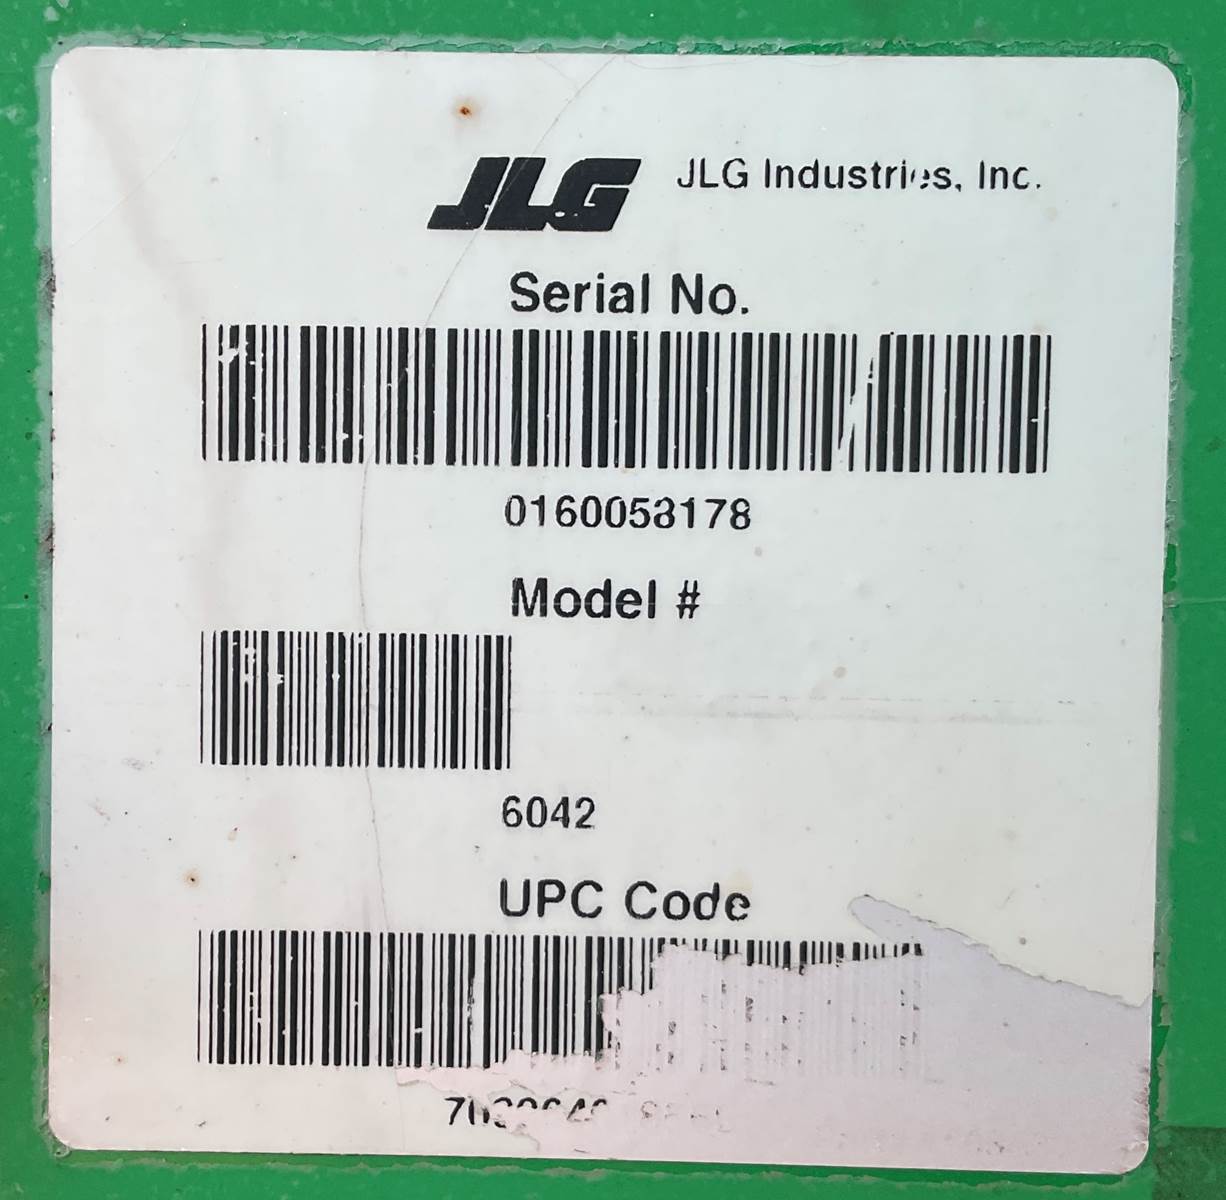 JLG JLG Industries, Inc.
Serial No.
0160058178
Model #
6042
UPC Code